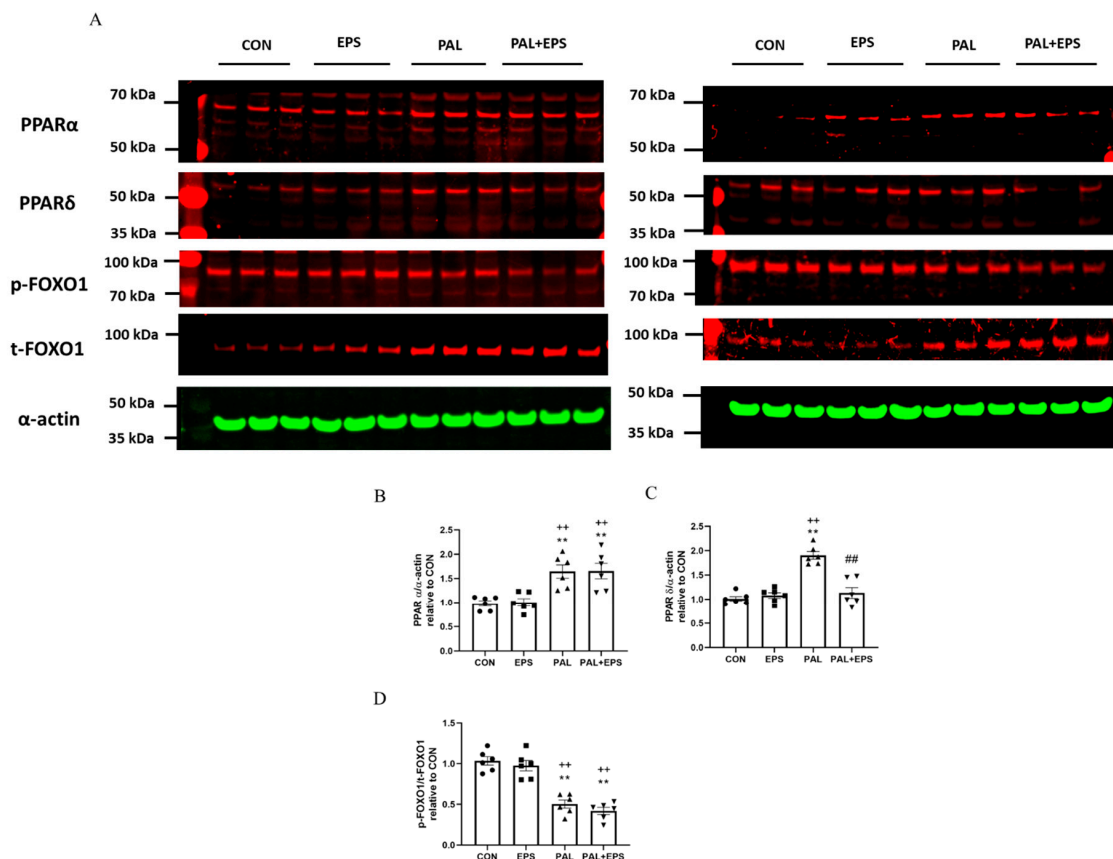 A
CON EPS PAL PAL+EPS CON EPS PAL PAL+EPS
PPARα
70 kDa
50 kDa
70 kDa
50 kDa
PPARδ
50 kDa
35 kDa
50 kDa
35 kDa
p-FOXO1
100 kDa
70 kDa
100 kDa
70 kDa
t-FOXO1
100 kDa
100 kDa
α-actin
50 kDa
35 kDa
50 kDa
35 kDa
B
PPAR α/α-actin
relative to CON
2.5
2.0
1.5
1.0
0.5
0.0
++
**
++
**
CON EPS PAL PAL+EPS
C
PPAR δ/α-actin
relative to CON
2.5
2.0
1.5
1.0
0.5
0.0
++
**
##
CON EPS PAL PAL+EPS
D
p-FOXO1/t-FOXO1
relative to CON
1.5
1.0
0.5
0.0
++
**
++
**
CON EPS PAL PAL+EPS